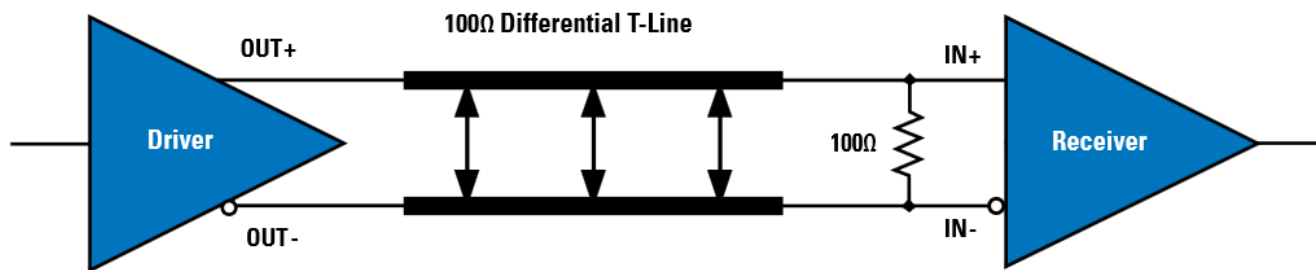 100Ω Differential T-Line
OUT+
IN+
Driver
100Ω
Receiver
OUT-
IN-